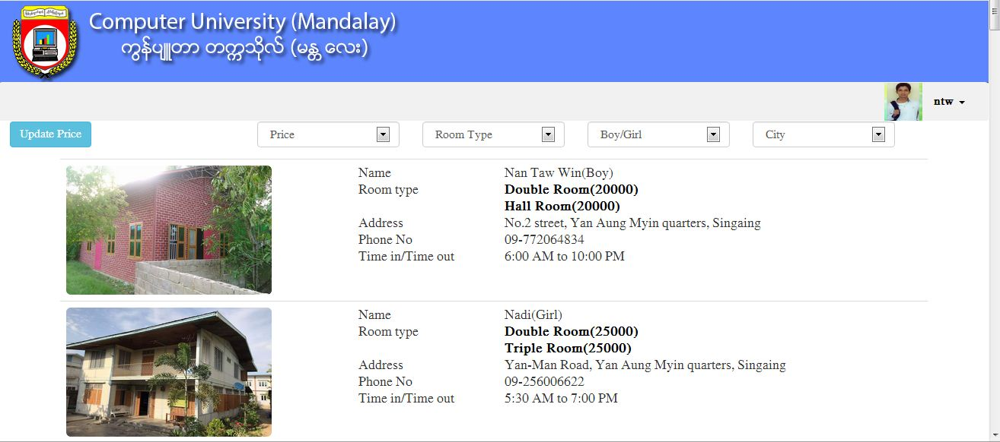 Computer University (Mandalay)
ကွန်ပျူတာ တက္ကသိုလ် (မန္တ လေး)
ntw
Update Price
Price
Room Type
Boy/Girl
City
Name Nan Taw Win(Boy)
Room type Double Room(20000)
Hall Room(20000)
Address No.2 street, Yan Aung Myin quarters, Singaing
Phone No 09-772064834
Time in/Time out 6:00 AM to 10:00 PM
Name Nadi(Girl)
Room type Double Room(25000)
Triple Room(25000)
Address Yan-Man Road, Yan Aung Myin quarters, Singaing
Phone No 09-256006622
Time in/Time out 5:30 AM to 7:00 PM